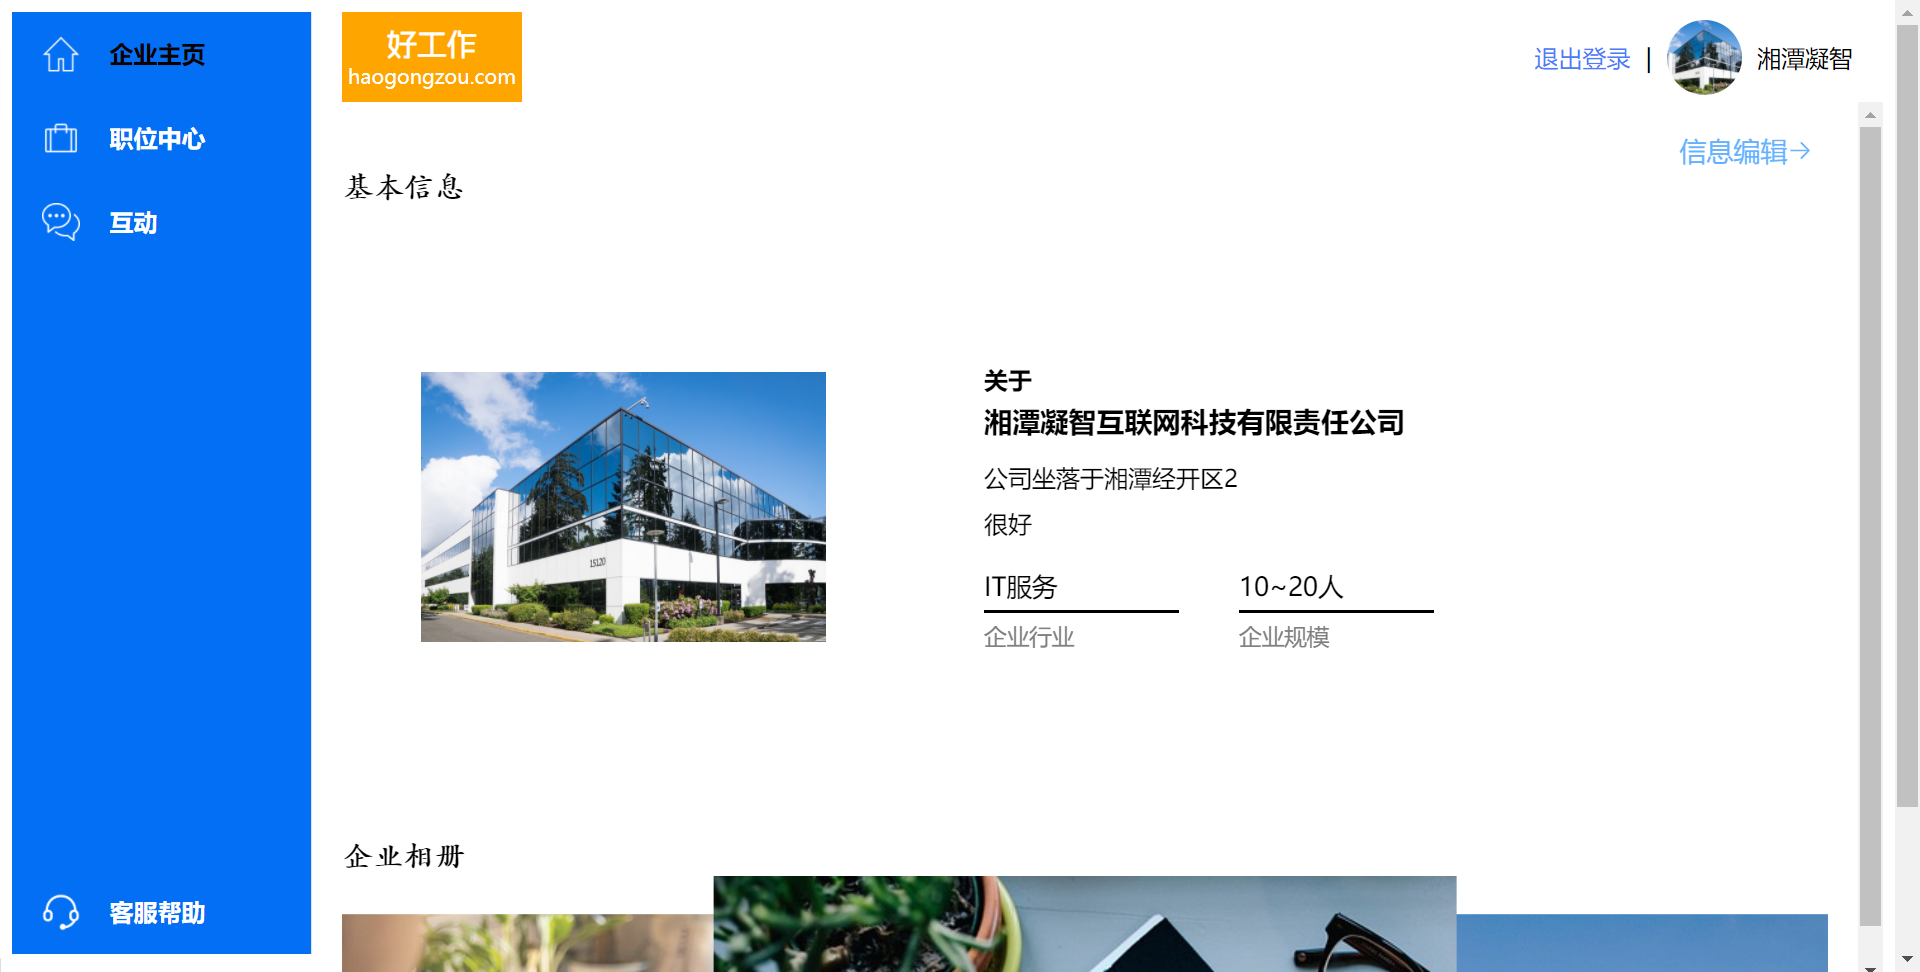 企业主页
职位中心
互动
客服帮助
好工作
haogongzou.com
退出登录 | 湘潭凝智
信息编辑→
基本信息
15120
关于
湘潭凝智互联网科技有限责任公司
公司坐落于湘潭经开区2
很好
IT服务
企业行业
10~20人
企业规模
企业相册